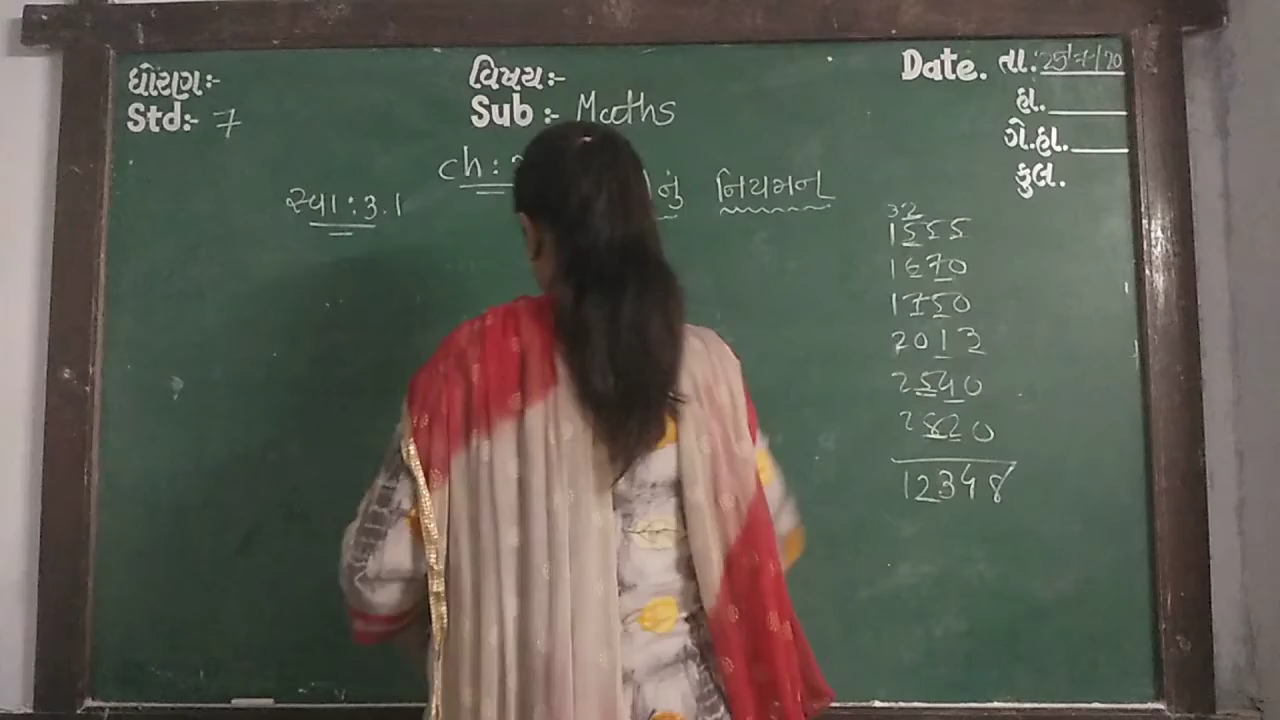 ધોરણઃ-
Std:- 7
વિષયઃ-
Sub :- Maths
Date. તા. 25/7/20
હા.
ગે.હા.
કુલ.
ch :
નું નિયમન
સ્વા : 3.1
32
1555
1670
1750
2013
2540
2820
12348